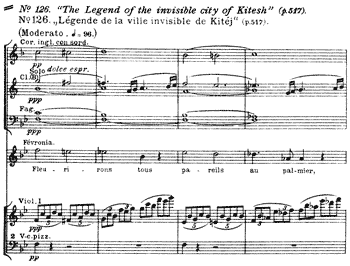 № 126. "The Legend of the invisible city of Kitesh" (p.517).
№ 126. „Légende de la ville invisible de Kitéj" (p.517).
(Moderato. ♩= 96.)
Cor. ingl. con sord.
pp
Solo dolce espr.
Cl.
ppp
Fag.
ppp
Févronia.
Fleu - ri - rons tous pa - reils au pal - mier,
Viol. I
pp
2 V-c. pizz.
pp